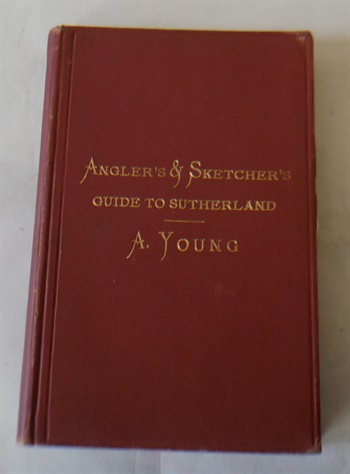 ANGLER'S & SKETCHER'S
GUIDE TO SUTHERLAND
A. YOUNG